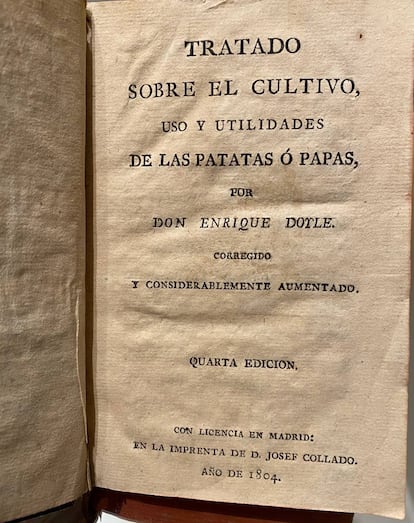 TRATADO
SOBRE EL CULTIVO,
USO Y UTILIDADES
DE LAS PATATAS Ó PAPAS,
POR
DON ENRIQUE DOYLE.
CORREGIDO
Y CONSIDERABLEMENTE AUMENTADO.
QUARTA EDICION.
CON LICENCIA EN MADRID:
EN LA IMPRENTA DE D. JOSEF COLLADO.
AÑO DE 1804.